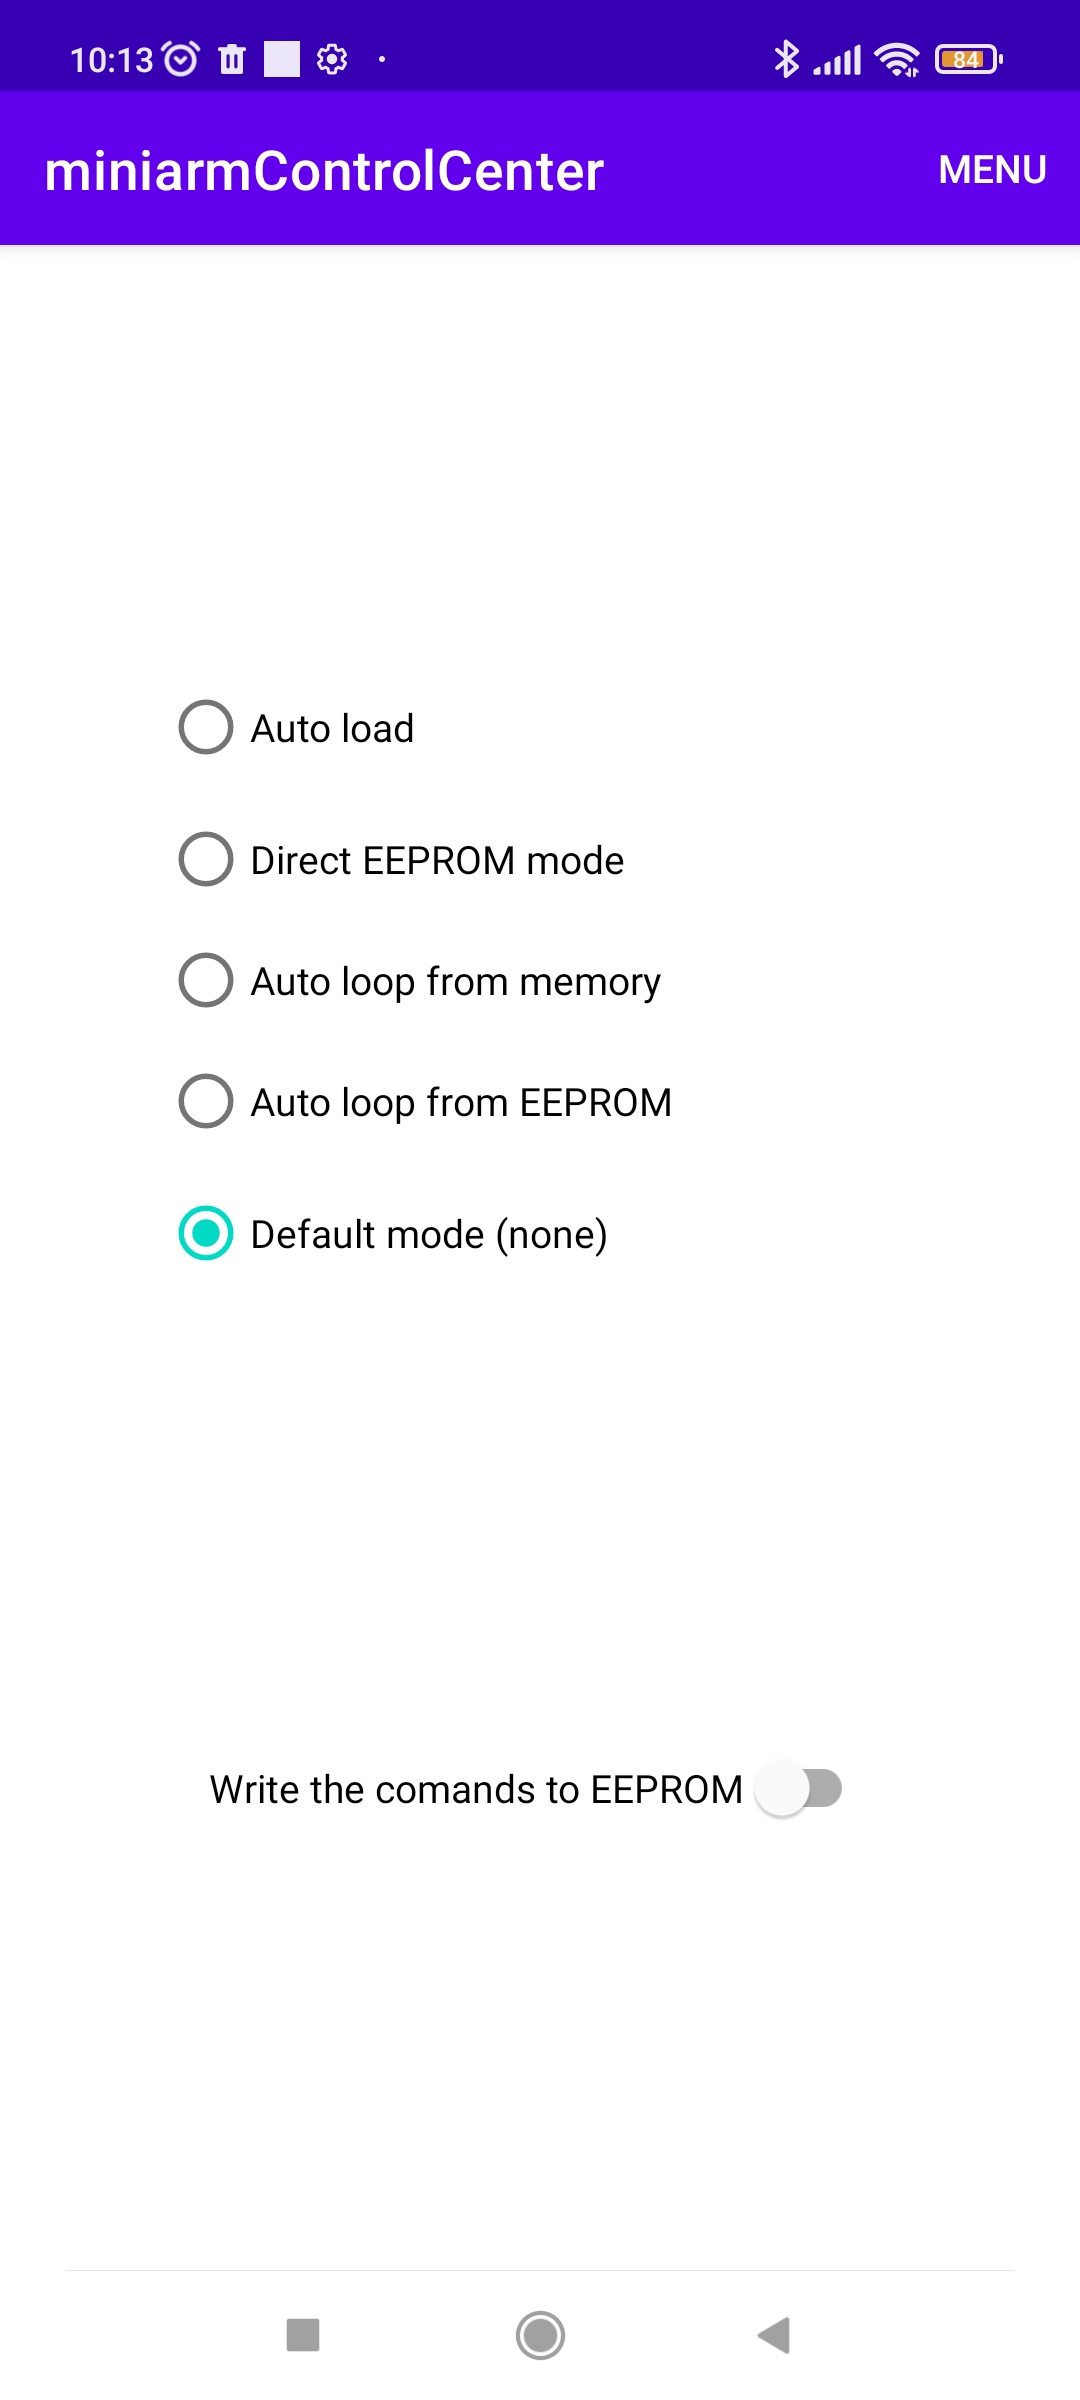 10:13 84
miniarmControlCenter MENU
Auto load
Direct EEPROM mode
Auto loop from memory
Auto loop from EEPROM
Default mode (none)
Write the comands to EEPROM